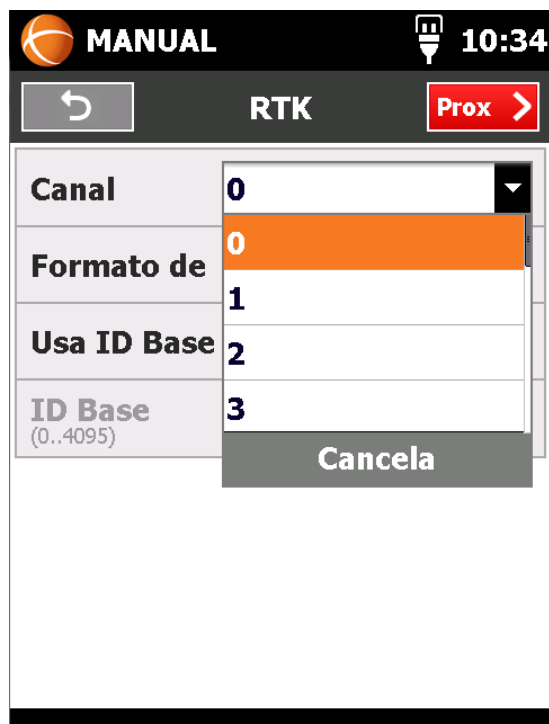 MANUAL 10:34
RTK Prox
Canal 0
0
Formato de
1
Usa ID Base
2
ID Base 3
(0..4095)
Cancela